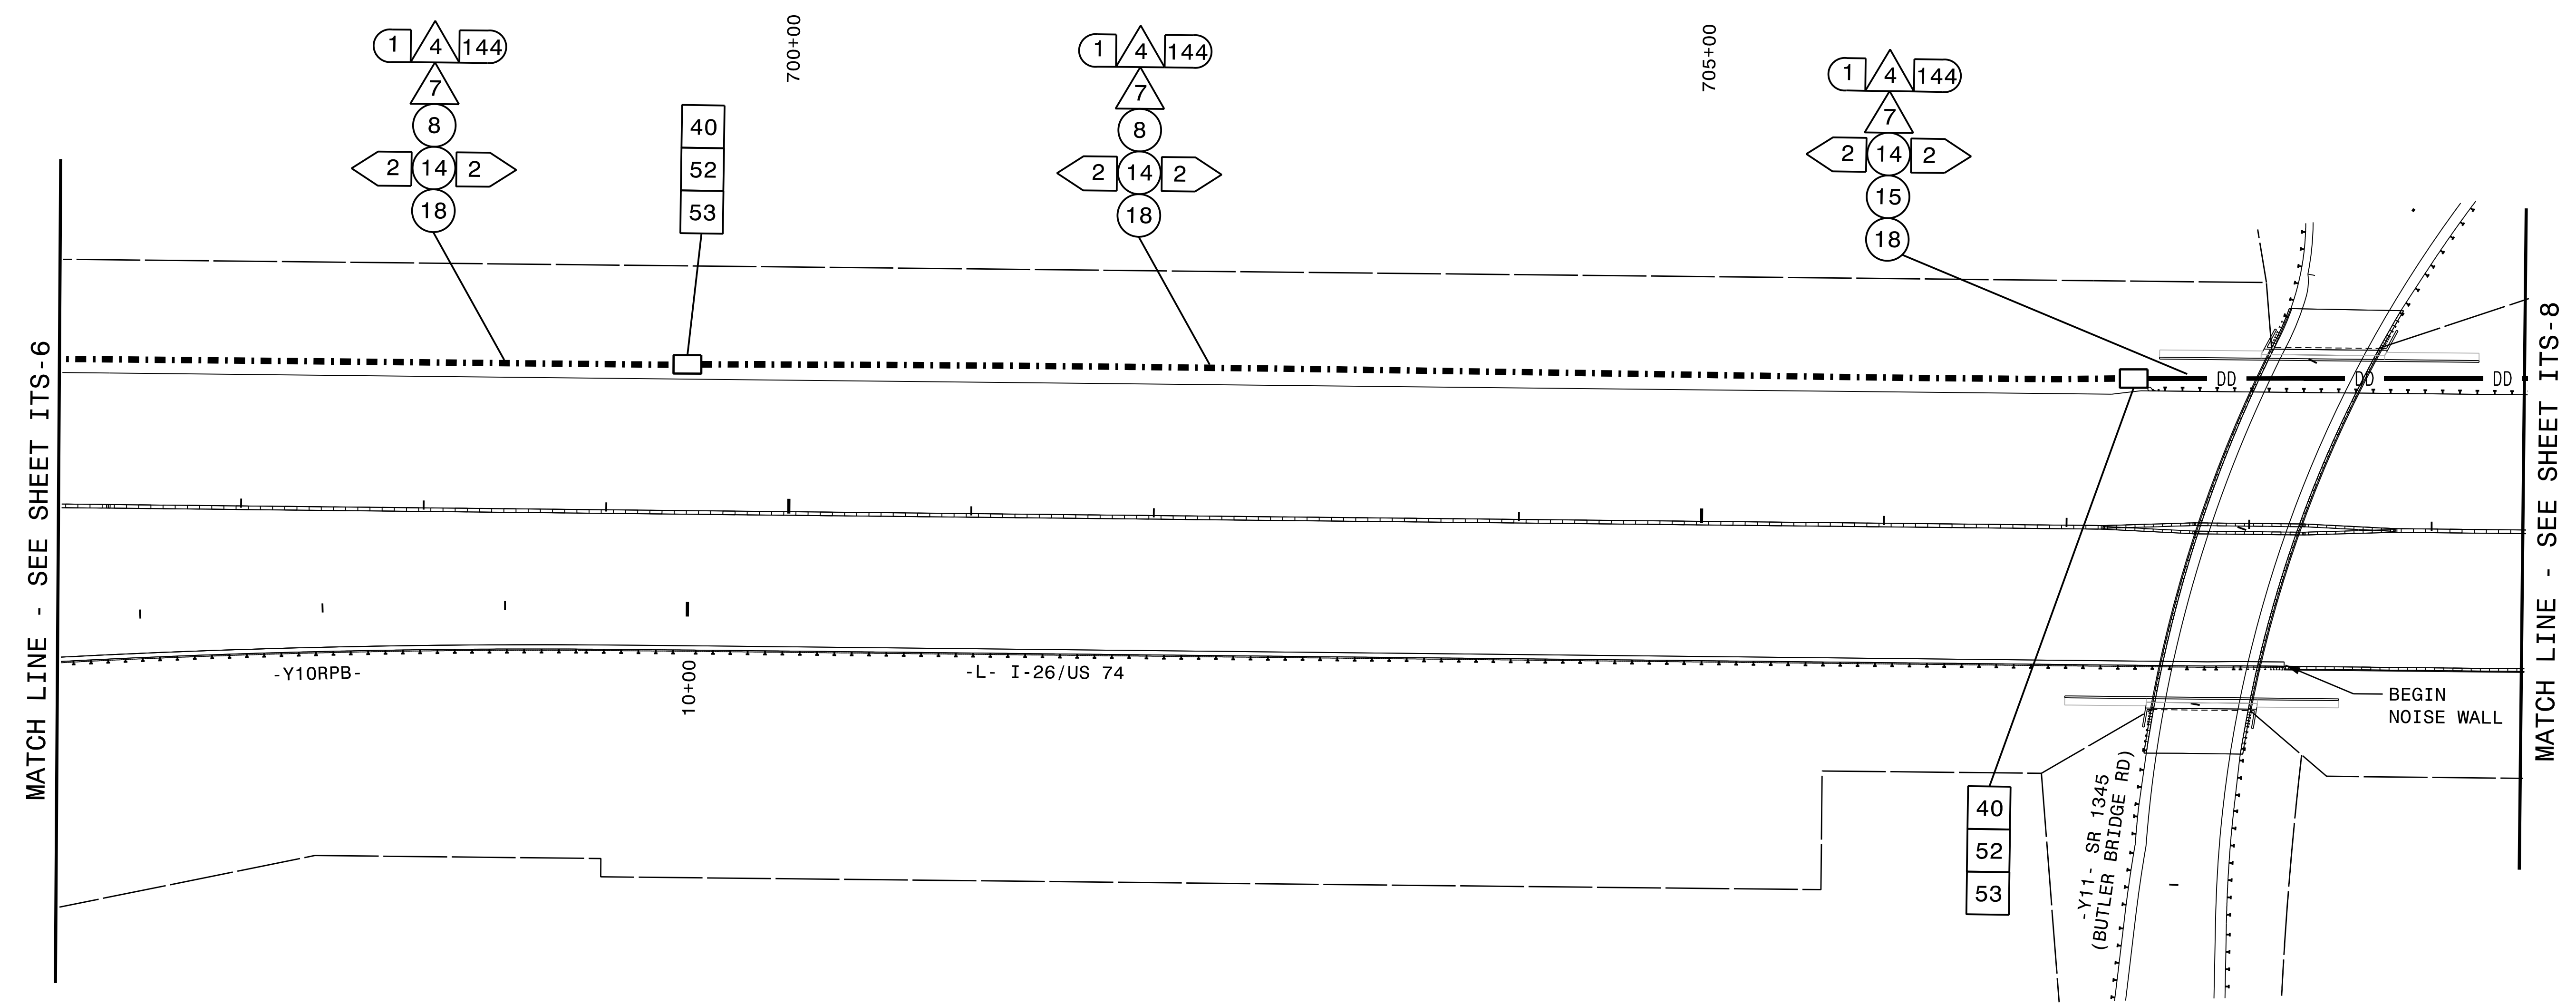 1 4 144
7
8
2 14 2
18
40
52
53
700+00
1 4 144
7
8
2 14 2
18
705+00
1 4 144
7
2 14 2
15
18
MATCH LINE - SEE SHEET ITS-6
MATCH LINE - SEE SHEET ITS-8
DD DD DD
-Y10RPB-
10+00
-L- I-26/US 74
BEGIN
NOISE WALL
40
52
53
-Y11- SR 1345
(BUTLER BRIDGE RD)